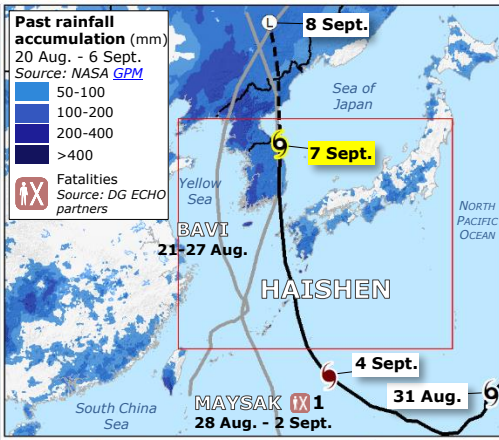 Past rainfall
accumulation (mm)
20 Aug. - 6 Sept.
Source: NASA GPM
50-100
100-200
200-400
>400
Fatalities
Source: DG ECHO
partners
L
8 Sept.
Sea of
Japan
7 Sept.
Yellow
Sea
NORTH
PACIFIC
OCEAN
BAVI
21-27 Aug.
HAISHEN
4 Sept.
31 Aug.
MAYSAK 1
28 Aug. - 2 Sept.
South China
Sea